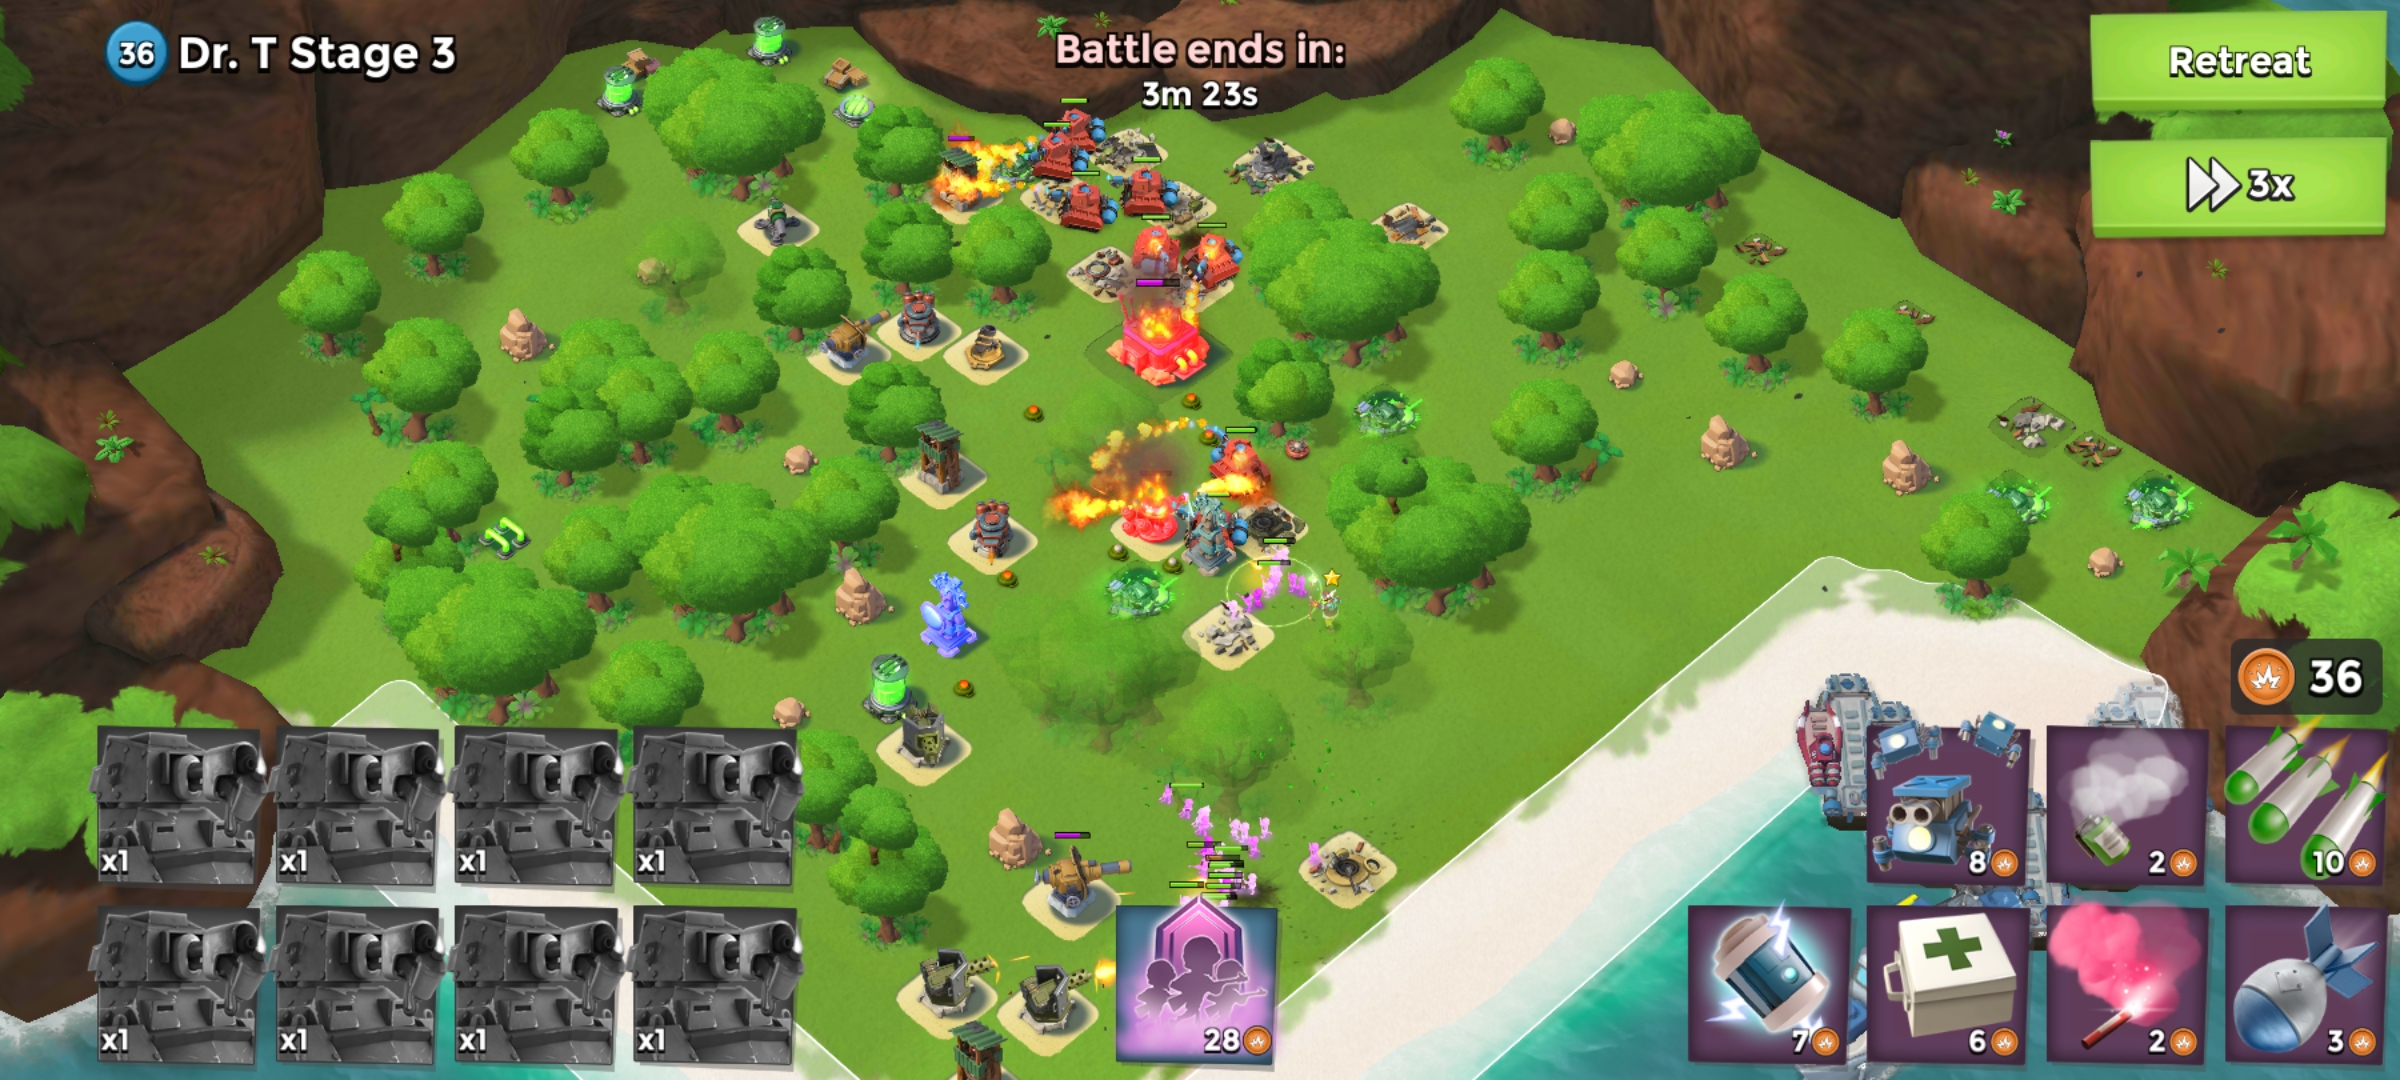 36 Dr. T Stage 3
Battle ends in:
3m 23s
Retreat
3x
36
x1 x1 x1 x1
8 2 10
x1 x1 x1 x1
28
7 6 2 3